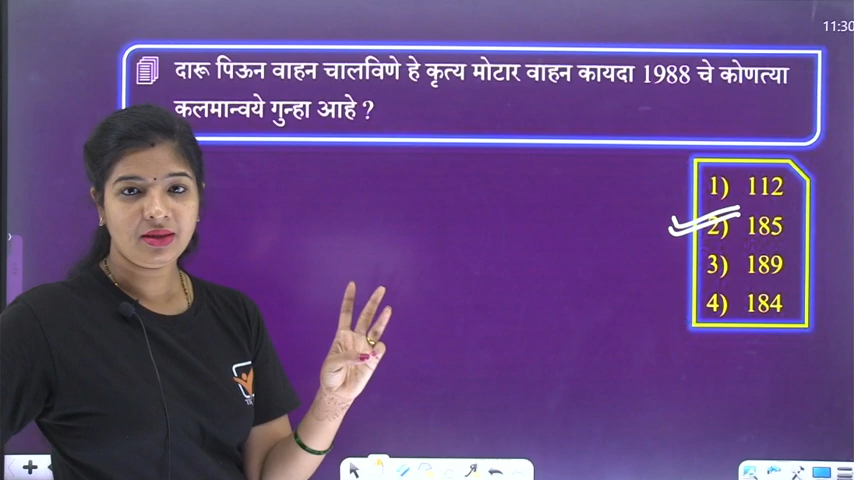 11:30
दारू पिऊन वाहन चालविणे हे कृत्य मोटार वाहन कायदा 1988 चे कोणत्या
कलमान्वये गुन्हा आहे ?
1) 112
2) 185
3) 189
4) 184